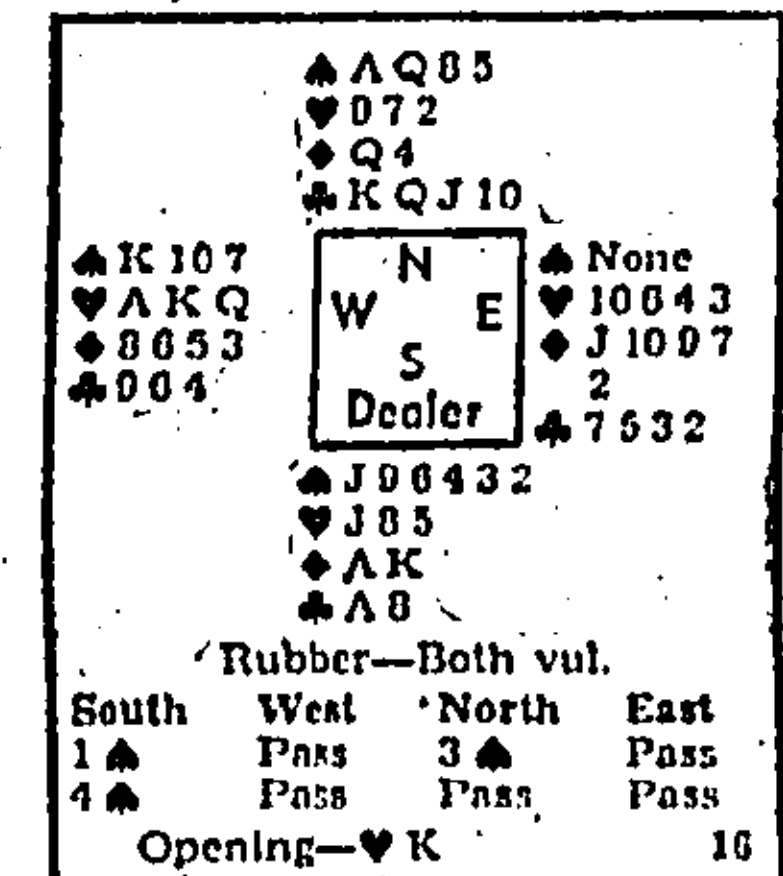 ♠ A Q 8 5
♥ 9 7 2
♦ Q 4
♣ K Q J 10
♠ K 10 7
♥ A K Q
♦ 8 6 5 3
♣ 9 6 4
N
W E
S
Dealer
♠ None
♥ 10 6 4 3
♦ J 10 9 7
2
♣ 7 5 3 2
♠ J 9 6 4 3 2
♥ J 8 5
♦ A K
♣ A 8
Rubber—Both vul.
South West North East
1 ♠ Pass 3 ♠ Pass
4 ♠ Pass Pass Pass
Opening—♥ K 16